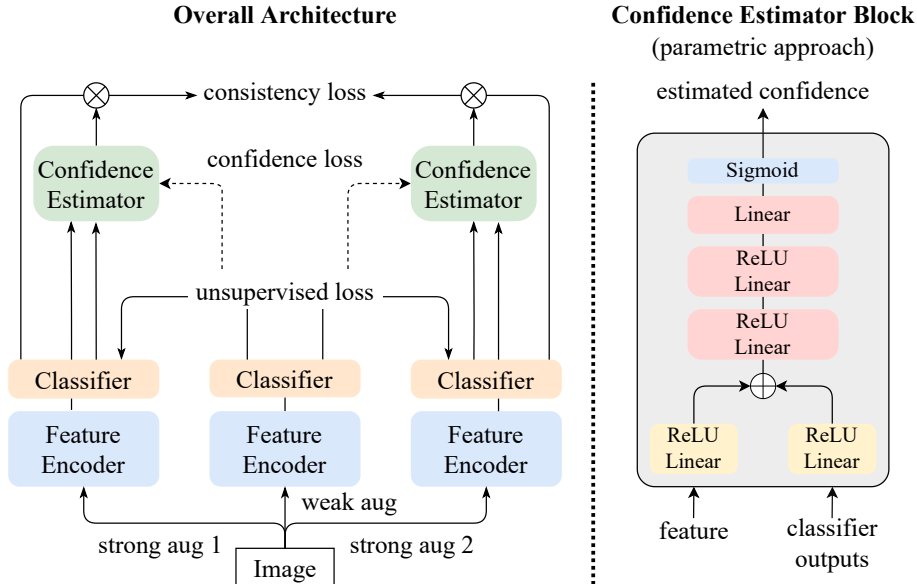 Overall Architecture
consistency loss
Confidence
Estimator
confidence loss
Confidence
Estimator
unsupervised loss
Classifier
Classifier
Classifier
Feature
Encoder
Feature
Encoder
Feature
Encoder
weak aug
strong aug 1
strong aug 2
Image
Confidence Estimator Block
(parametric approach)
estimated confidence
Sigmoid
Linear
ReLU
Linear
ReLU
Linear
ReLU
Linear
ReLU
Linear
feature
classifier
outputs